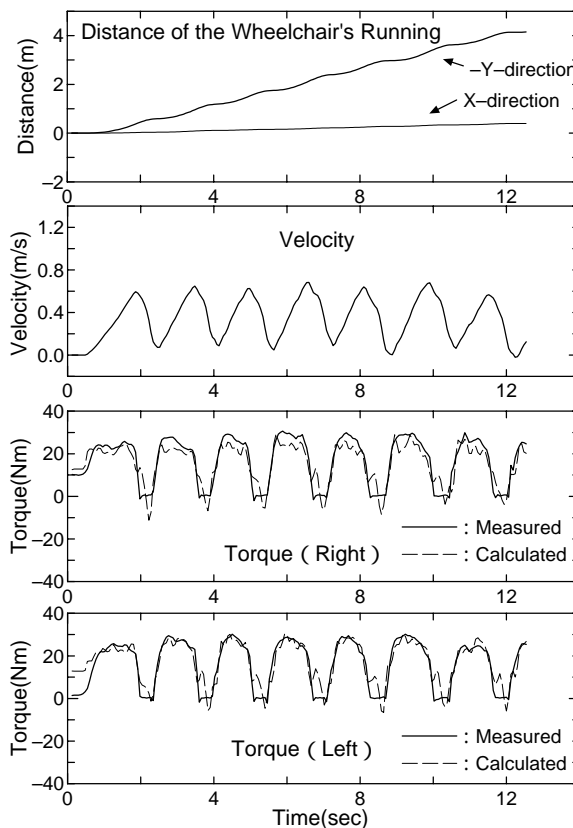 Distance of the Wheelchair's Running
4
2
0
–2
Distance(m)
–Y–direction
X–direction
0
4
8
12
Velocity
1.2
0.8
0.4
0.0
Velocity(m/s)
0
4
8
12
40
20
0
–20
–40
Torque(Nm)
: Measured
Torque ( Right )
: Calculated
0
4
8
12
40
20
0
–20
–40
Torque(Nm)
: Measured
Torque ( Left )
: Calculated
0
4
8
12
Time(sec)